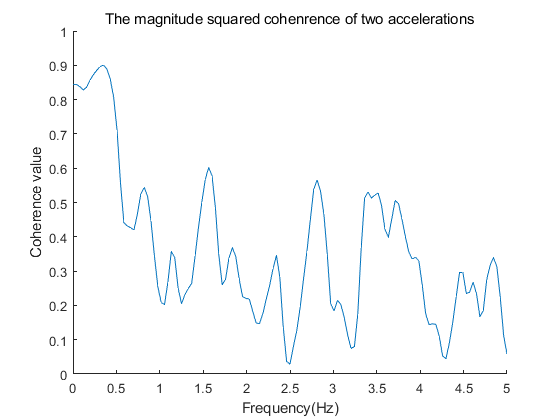 The magnitude squared cohenrence of two accelerations
1
0.9
0.8
0.7
0.6
0.5
0.4
0.3
0.2
0.1
0
Coherence value
0 0.5 1 1.5 2 2.5 3 3.5 4 4.5 5
Frequency(Hz)